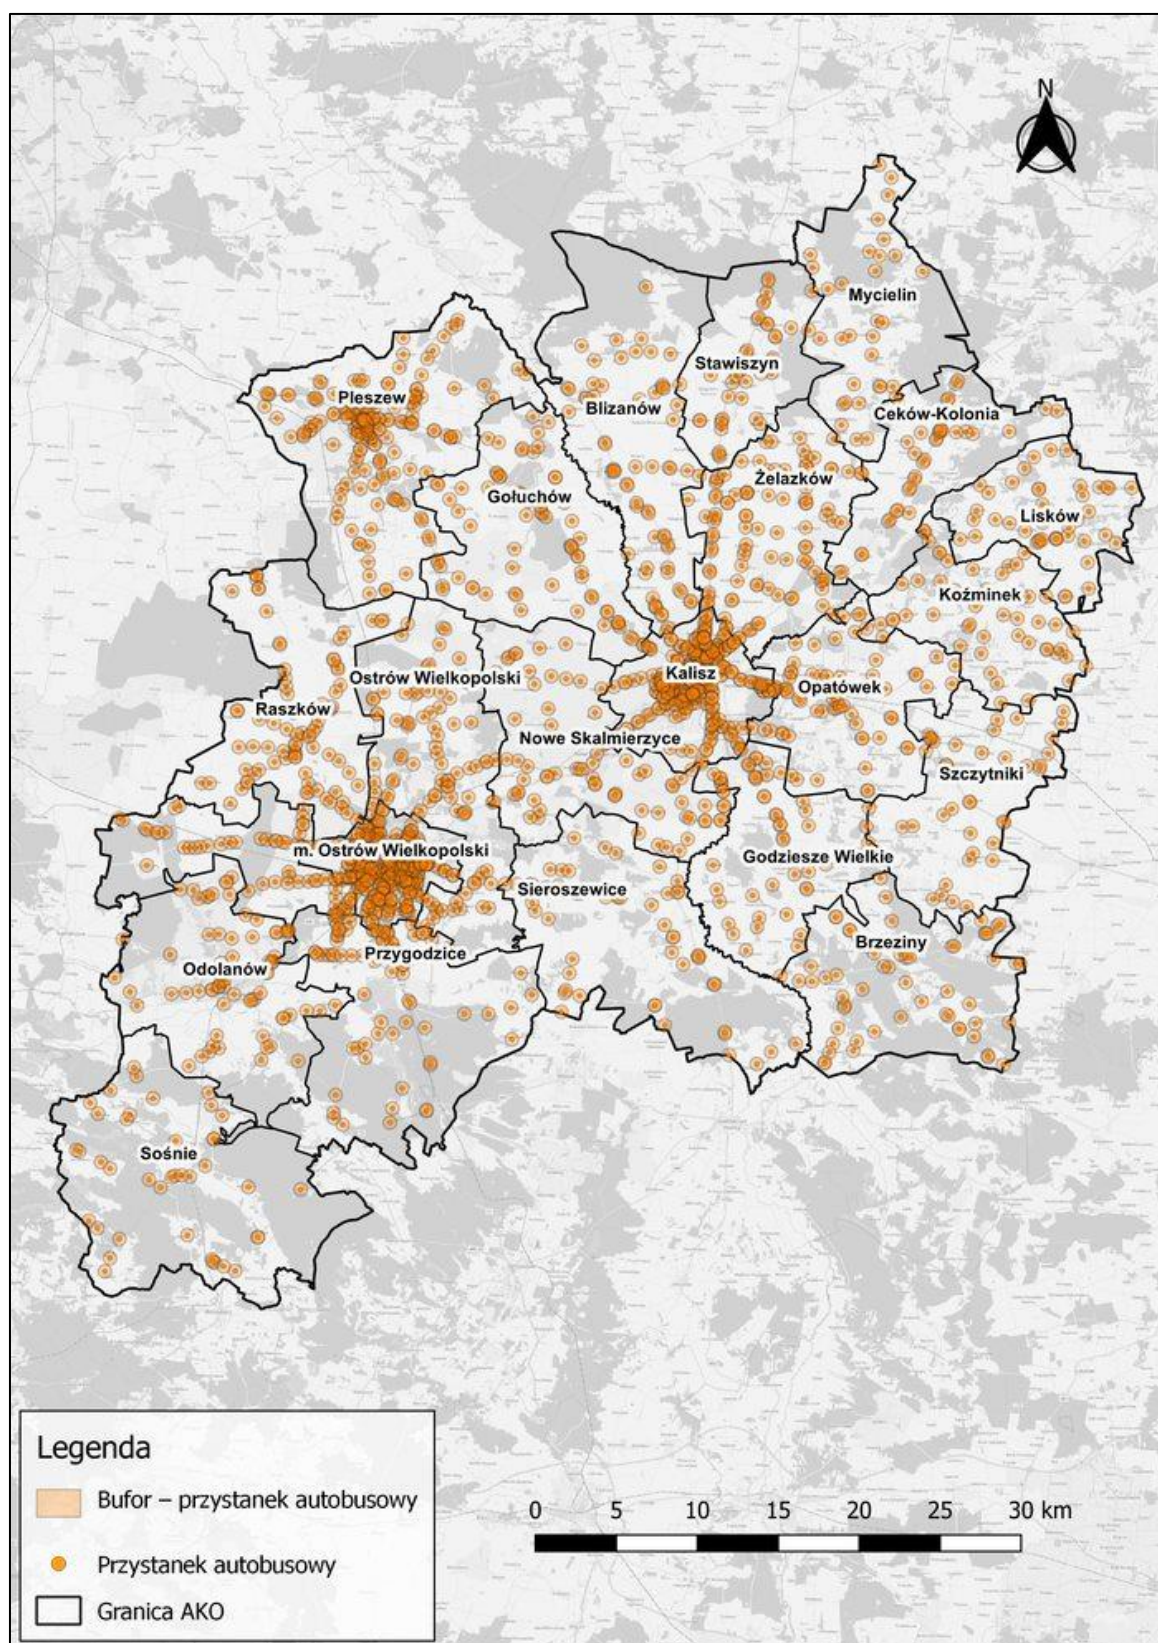 N
Mycielin
Stawiszyn
Pleszew
Blizanów
Ceków-Kolonia
Żelazków
Gołuchów
Lisków
Koźminek
Kalisz
Ostrów Wielkopolski
Opatówek
Raszków
Nowe Skalmierzyce
Szczytniki
m. Ostrów Wielkopolski
Godziesze Wielkie
Sieroszewice
Brzeziny
Przygodzice
Odolanów
Sośnie
Legenda
Bufor – przystanek autobusowy
Przystanek autobusowy
Granica AKO
0 5 10 15 20 25 30 km